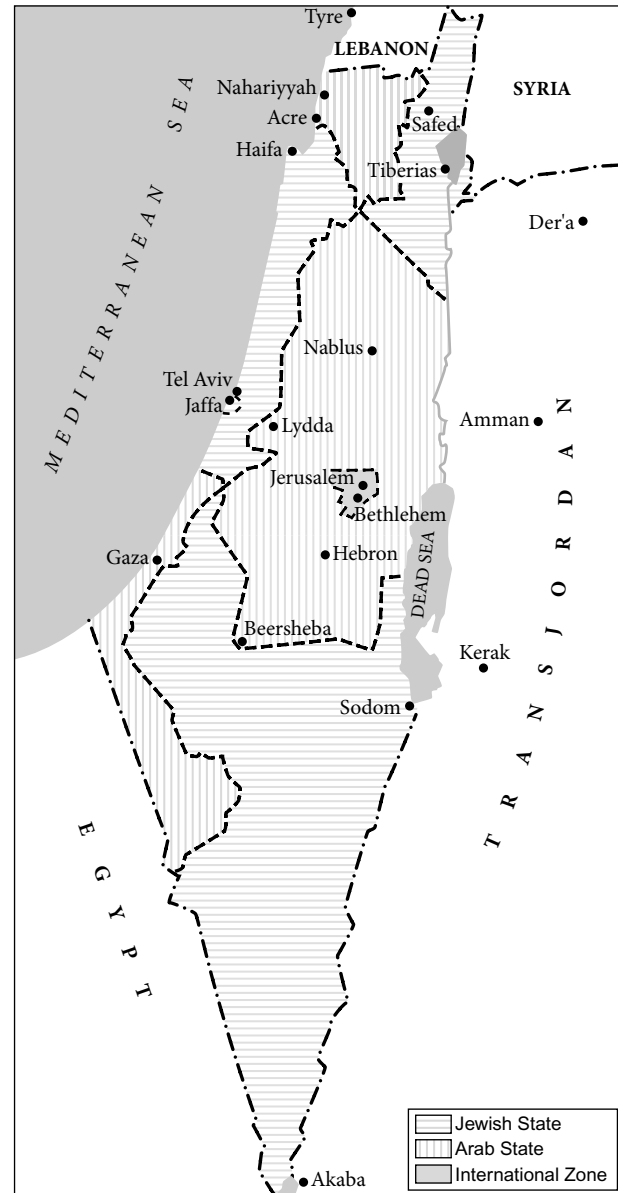 Tyre
LEBANON
SYRIA
Nahariyyah
Acre
Safed
Haifa
Tiberias
Der'a
MEDITERRANEAN SEA
Nablus
Tel Aviv
Jaffa
Lydda
Amman
Jerusalem
Bethlehem
Hebron
Gaza
DEAD SEA
TRANSJORDAN
Beersheba
Kerak
Sodom
EGYPT
Akaba
Jewish State
Arab State
International Zone